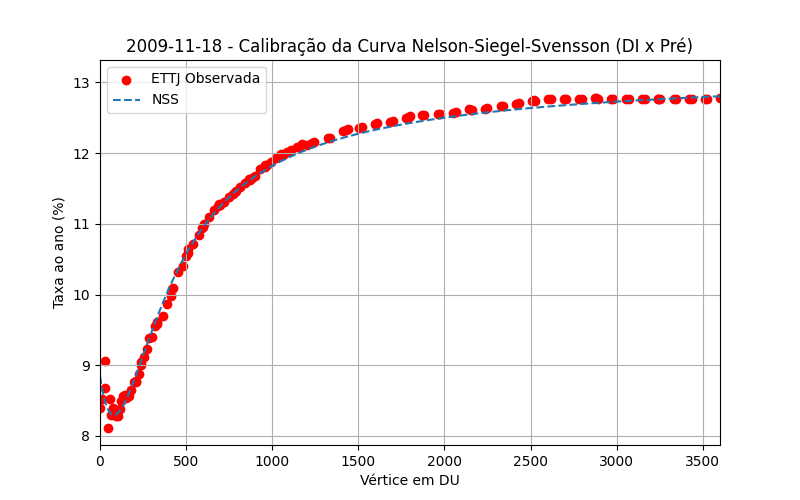 2009-11-18 - Calibração da Curva Nelson-Siegel-Svensson (DI x Pré)
ETTJ Observada
NSS
13
12
11
10
9
8
Taxa ao ano (%)
0 500 1000 1500 2000 2500 3000 3500
Vértice em DU